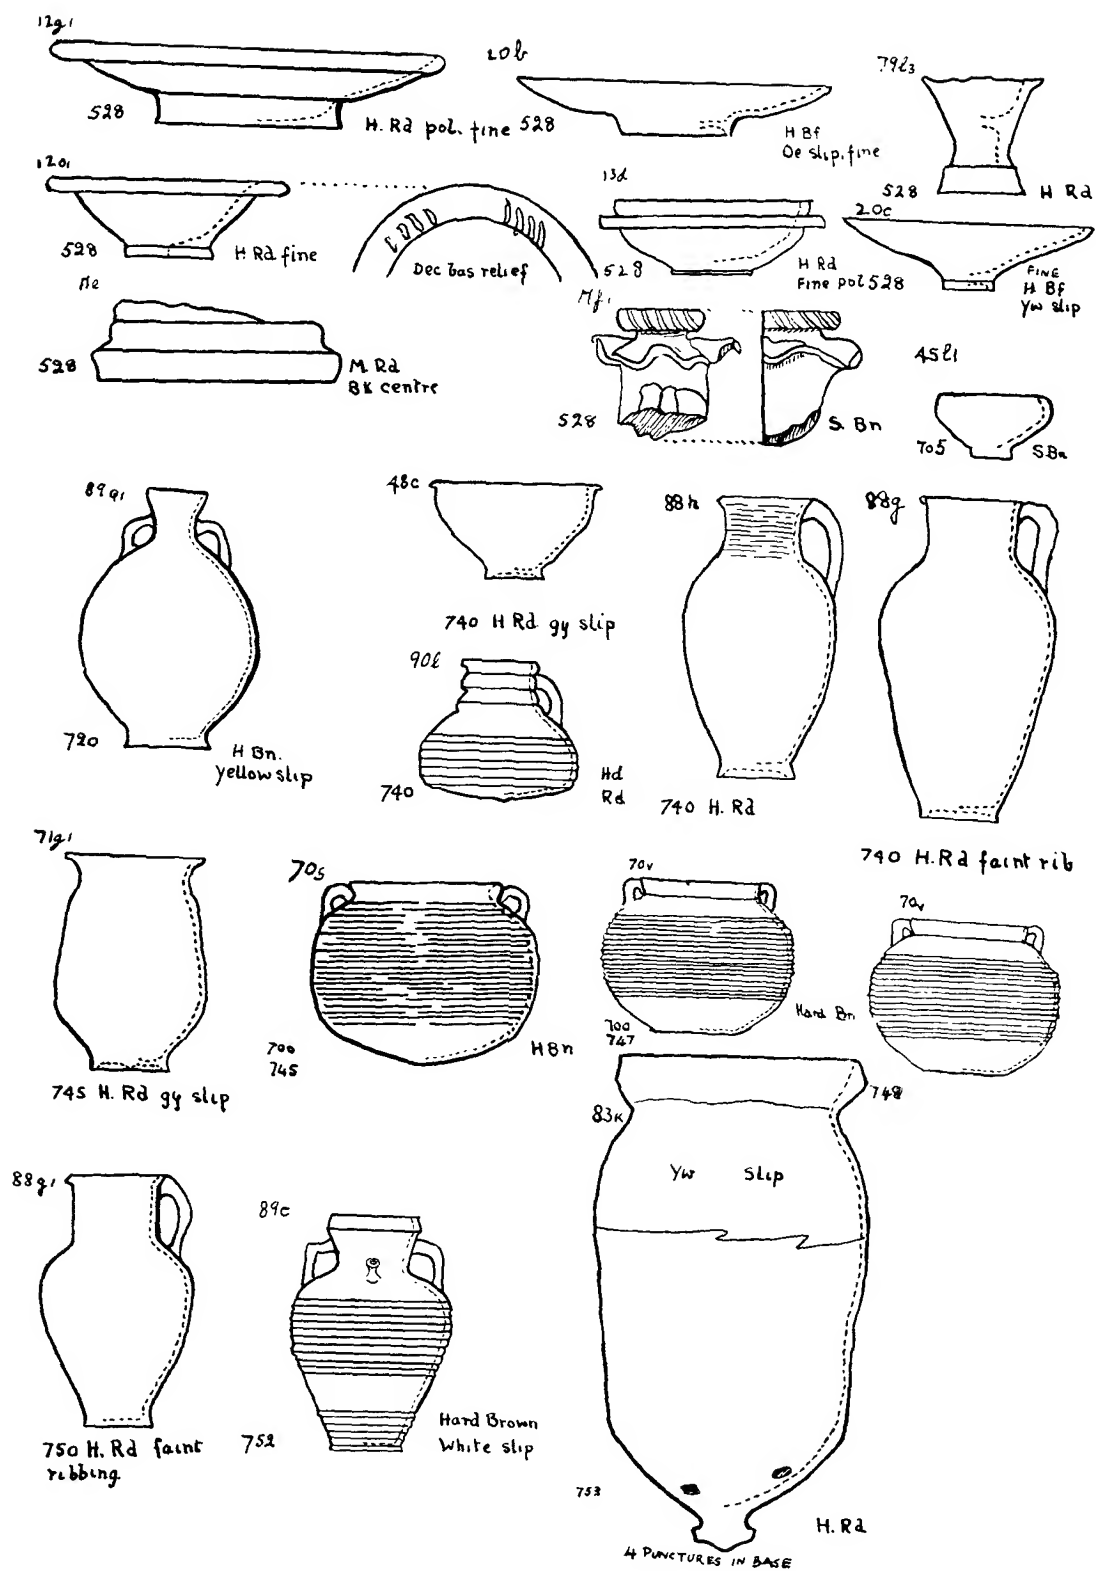 12g1
528
H. Rd pol. fine
20b
528
H Bf
Oe slip. fine
79l3
528
H Rd
12o1
528
H Rd fine
Dec bas relief
13d
528
H Rd
Fine pol
20c
528
FINE
H Bf
Yw slip
528
M. Rd
BK centre
Mf1
528
S. Bn
45l1
705
S Bn
89q1
720
H Bn.
yellow slip
48c
740 H Rd gy slip
90l
740
Hd
Rd
88h
740 H. Rd
88g
740 H. Rd faint rib
71g1
745 H. Rd gy slip
70s
700
745
H Bn
70v
700
747
Hard Bn
70v
748
83K
Yw slip
753
H. Rd
4 PUNCTURES IN BASE
88g1
750 H. Rd faint
ribbing
89c
752
Hard Brown
White slip